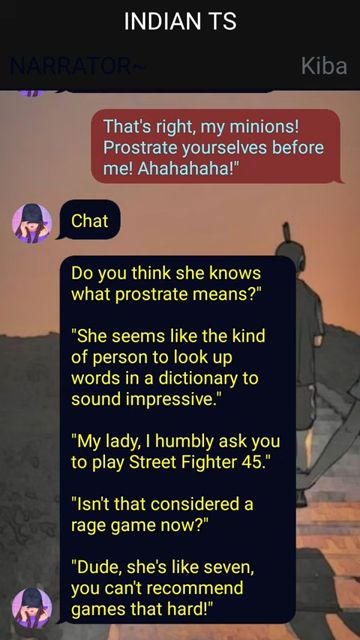 INDIAN TS
NARRATOR~
Kiba
That's right, my minions!
Prostrate yourselves before
me! Ahahahaha!"
Chat
Do you think she knows
what prostrate means?"
"She seems like the kind
of person to look up
words in a dictionary to
sound impressive."
"My lady, I humbly ask you
to play Street Fighter 45."
"Isn't that considered a
rage game now?"
"Dude, she's like seven,
you can't recommend
games that hard!"